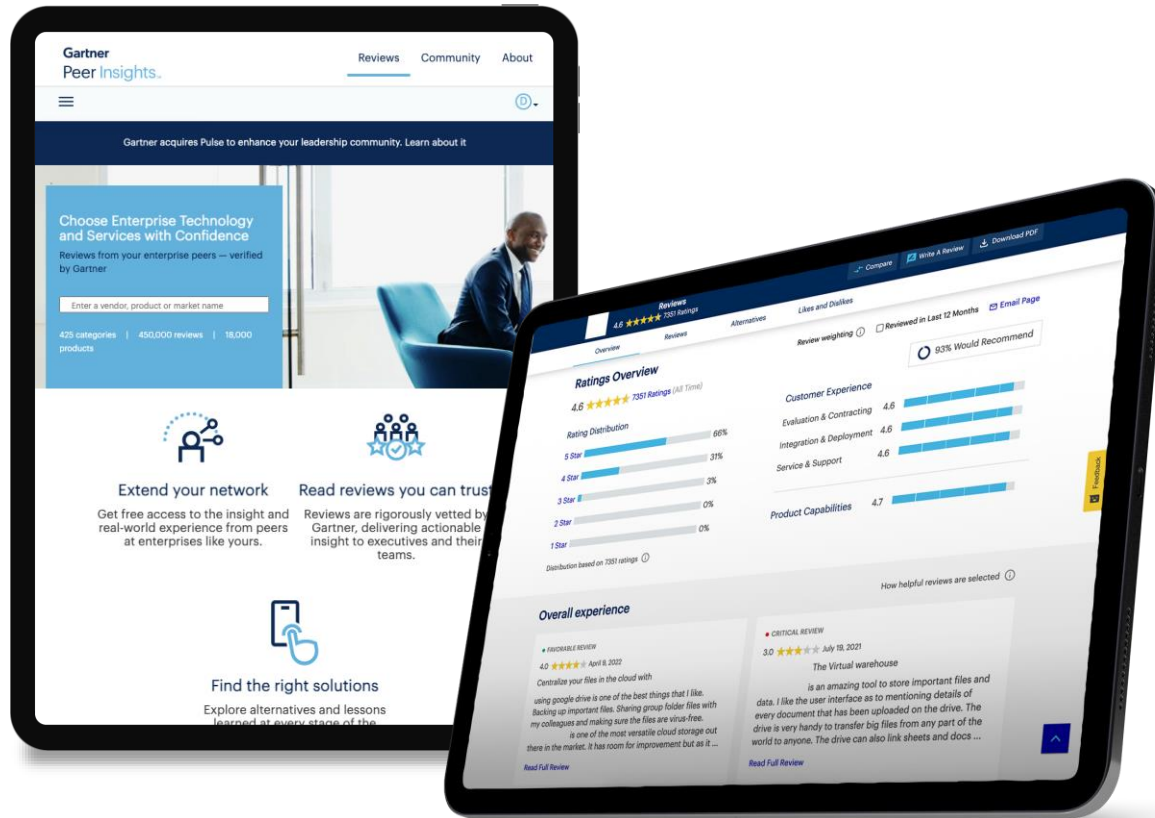 Gartner
Peer Insights™
Reviews Community About
D
Gartner acquires Pulse to enhance your leadership community. Learn about it
Choose Enterprise Technology
and Services with Confidence
Reviews from your enterprise peers — verified
by Gartner
Enter a vendor, product or market name
425 categories | 450,000 reviews | 18,000
products
Extend your network
Get free access to the insight and
real-world experience from peers
at enterprises like yours.
Read reviews you can trust
Reviews are rigorously vetted by
Gartner, delivering actionable
insight to executives and their
teams.
Find the right solutions
Explore alternatives and lessons
learned at every stage of the
Reviews
4.6 7351 Ratings
Compare Write A Review Download PDF
Overview Reviews Alternatives Likes and Dislikes
Review weighting Reviewed in Last 12 Months Email Page
93% Would Recommend
Ratings Overview
4.6 7351 Ratings (All Time)
Rating Distribution
5 Star 66%
4 Star 31%
3 Star 3%
2 Star 0%
1 Star 0%
Distribution based on 7351 ratings
Customer Experience
Evaluation & Contracting 4.6
Integration & Deployment 4.6
Service & Support 4.6
Product Capabilities 4.7
Feedback
How helpful reviews are selected
Overall experience
FAVORABLE REVIEW
4.0 April 9, 2022
Centralize your files in the cloud with
using google drive is one of the best things that I like.
Backing up important files. Sharing group folder files with
my colleagues and making sure the files are virus-free.
is one of the most versatile cloud storage out
there in the market. It has room for improvement but as it ...
Read Full Review
CRITICAL REVIEW
3.0 July 19, 2021
The Virtual warehouse
is an amazing tool to store important files and
data. I like the user interface as to mentioning details of
every document that has been uploaded on the drive. The
drive is very handy to transfer big files from any part of the
world to anyone. The drive can also link sheets and docs ...
Read Full Review